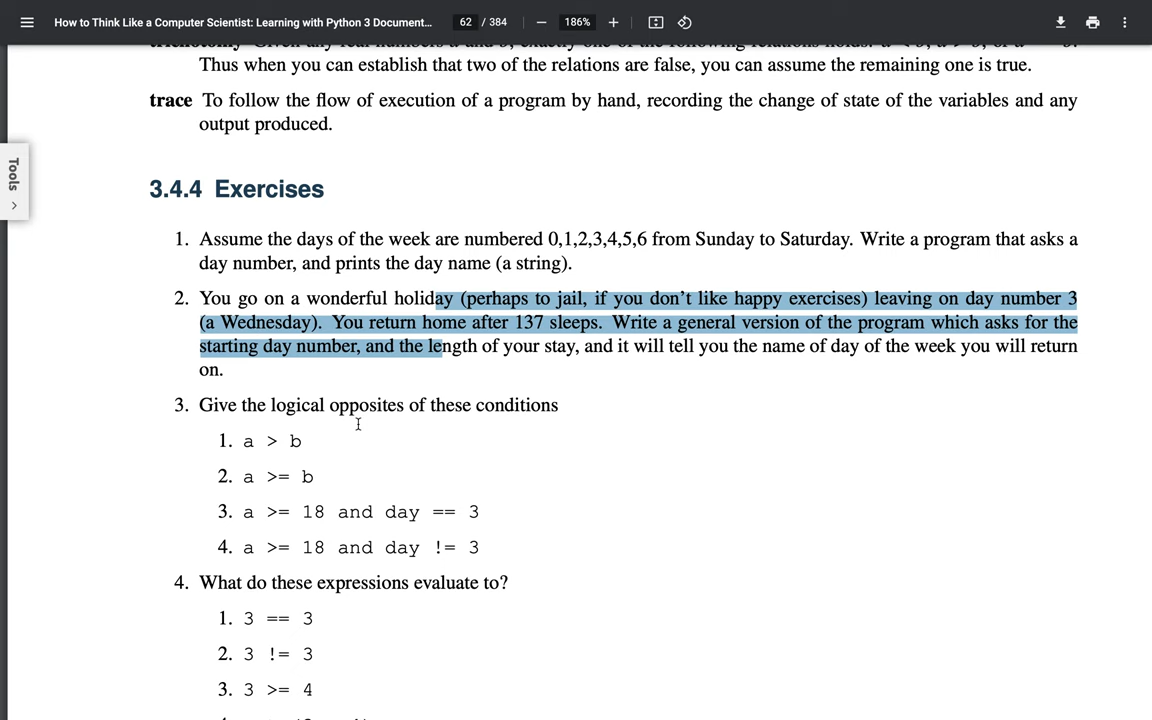 How to Think Like a Computer Scientist: Learning with Python 3 Document... 62 / 384 186%
Thus when you can establish that two of the relations are false, you can assume the remaining one is true.
trace To follow the flow of execution of a program by hand, recording the change of state of the variables and any
output produced.
Tools
3.4.4 Exercises
1. Assume the days of the week are numbered 0,1,2,3,4,5,6 from Sunday to Saturday. Write a program that asks a
day number, and prints the day name (a string).
2. You go on a wonderful holiday (perhaps to jail, if you don't like happy exercises) leaving on day number 3
(a Wednesday). You return home after 137 sleeps. Write a general version of the program which asks for the
starting day number, and the length of your stay, and it will tell you the name of day of the week you will return
on.
3. Give the logical opposites of these conditions
1. a > b
2. a >= b
3. a >= 18 and day == 3
4. a >= 18 and day != 3
4. What do these expressions evaluate to?
1. 3 == 3
2. 3 != 3
3. 3 >= 4